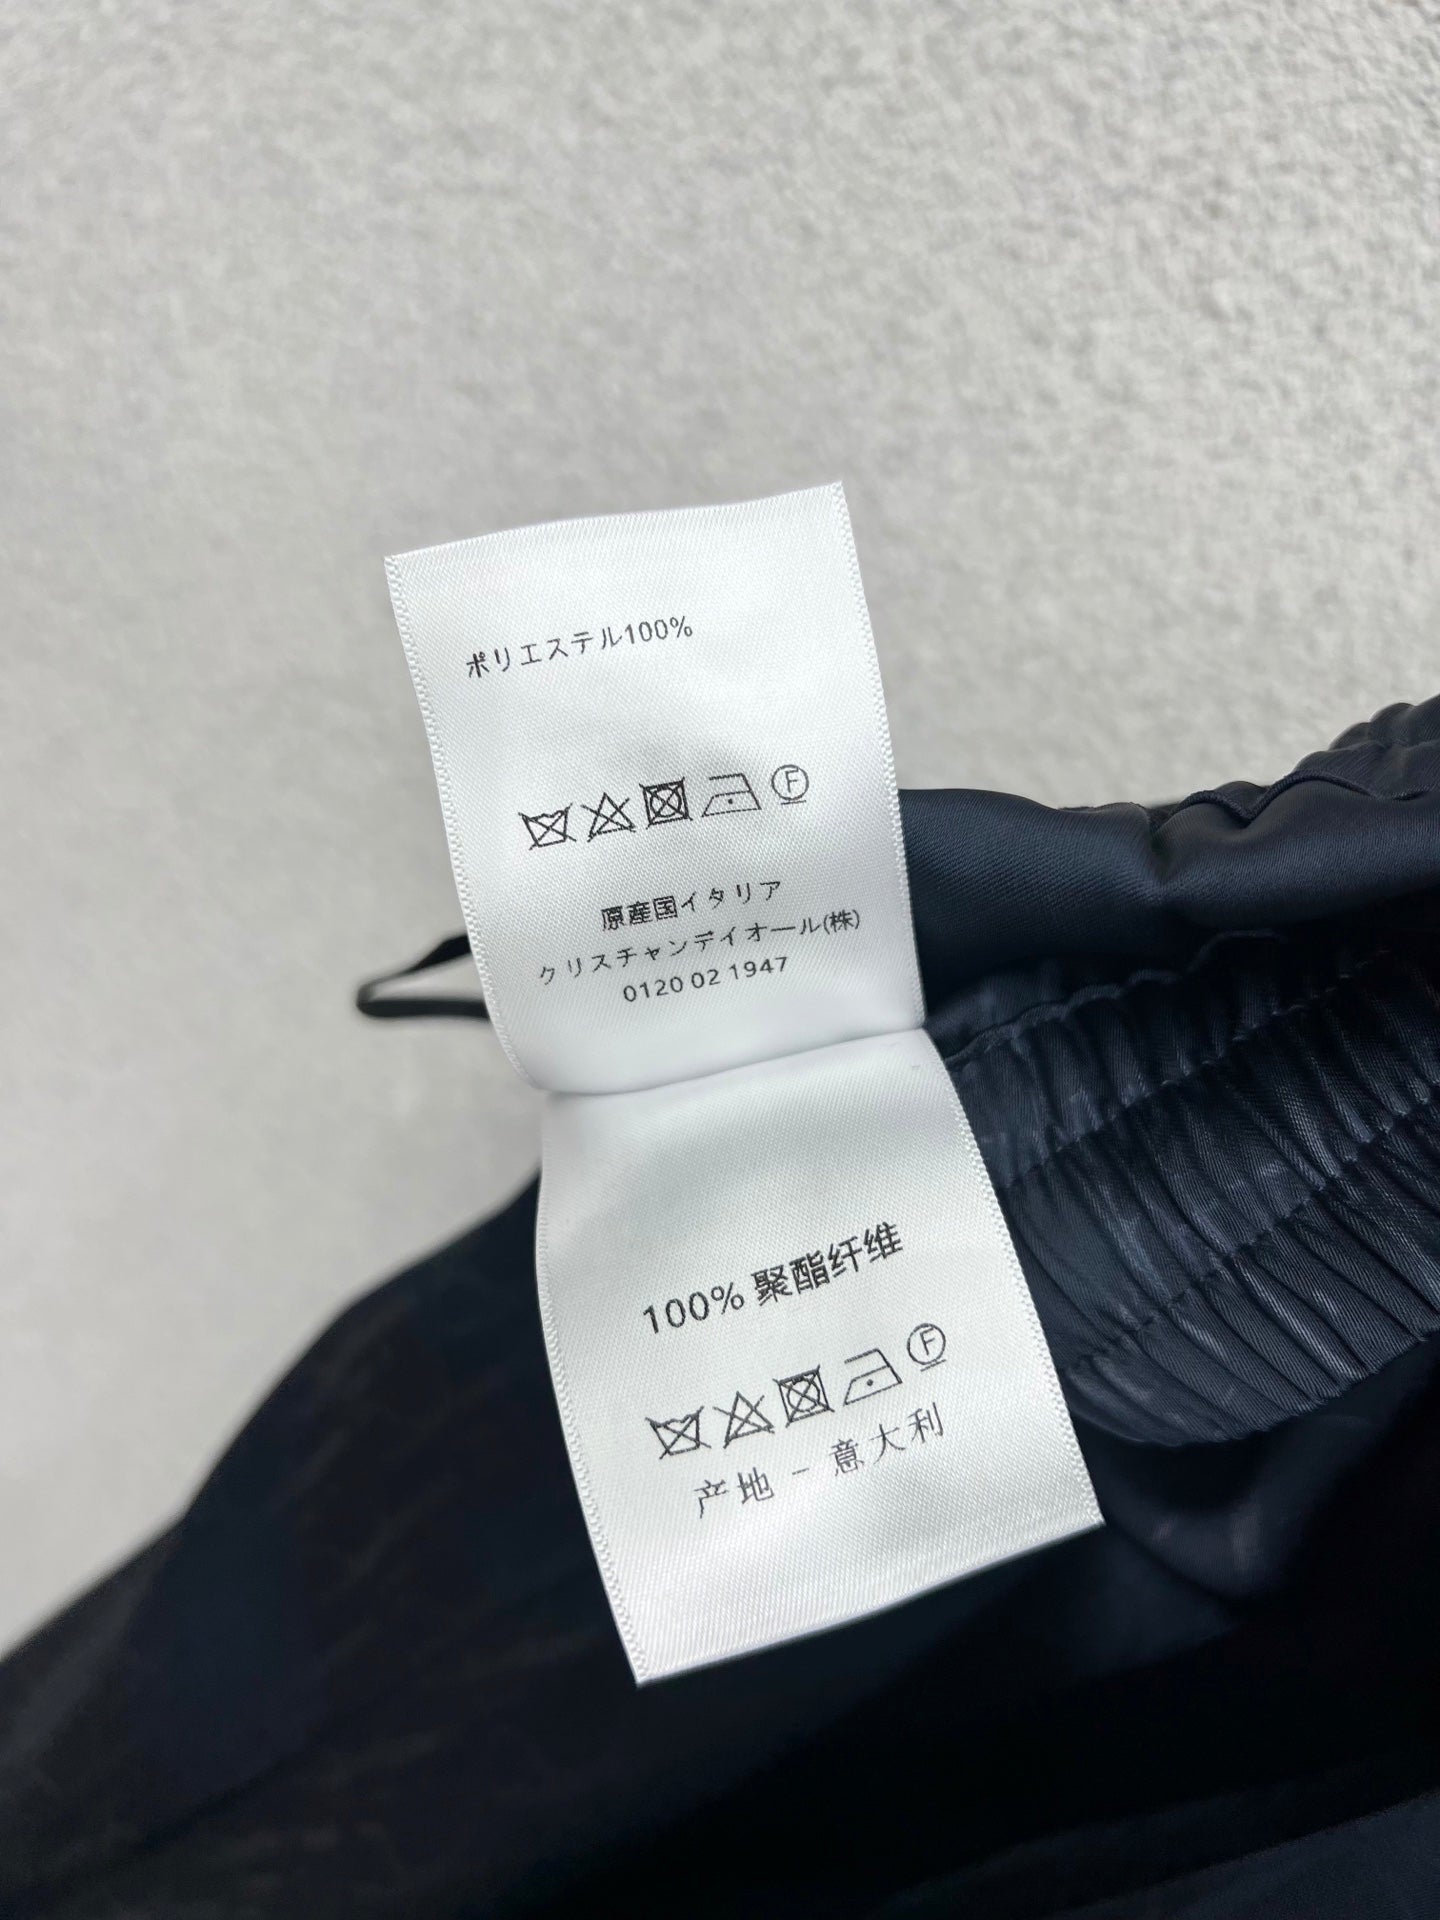 ポリエステル100%
F
原産国イタリア
クリスチャンディオール(株)
0120 02 1947
100% 聚酯纤维
F
产地 - 意大利